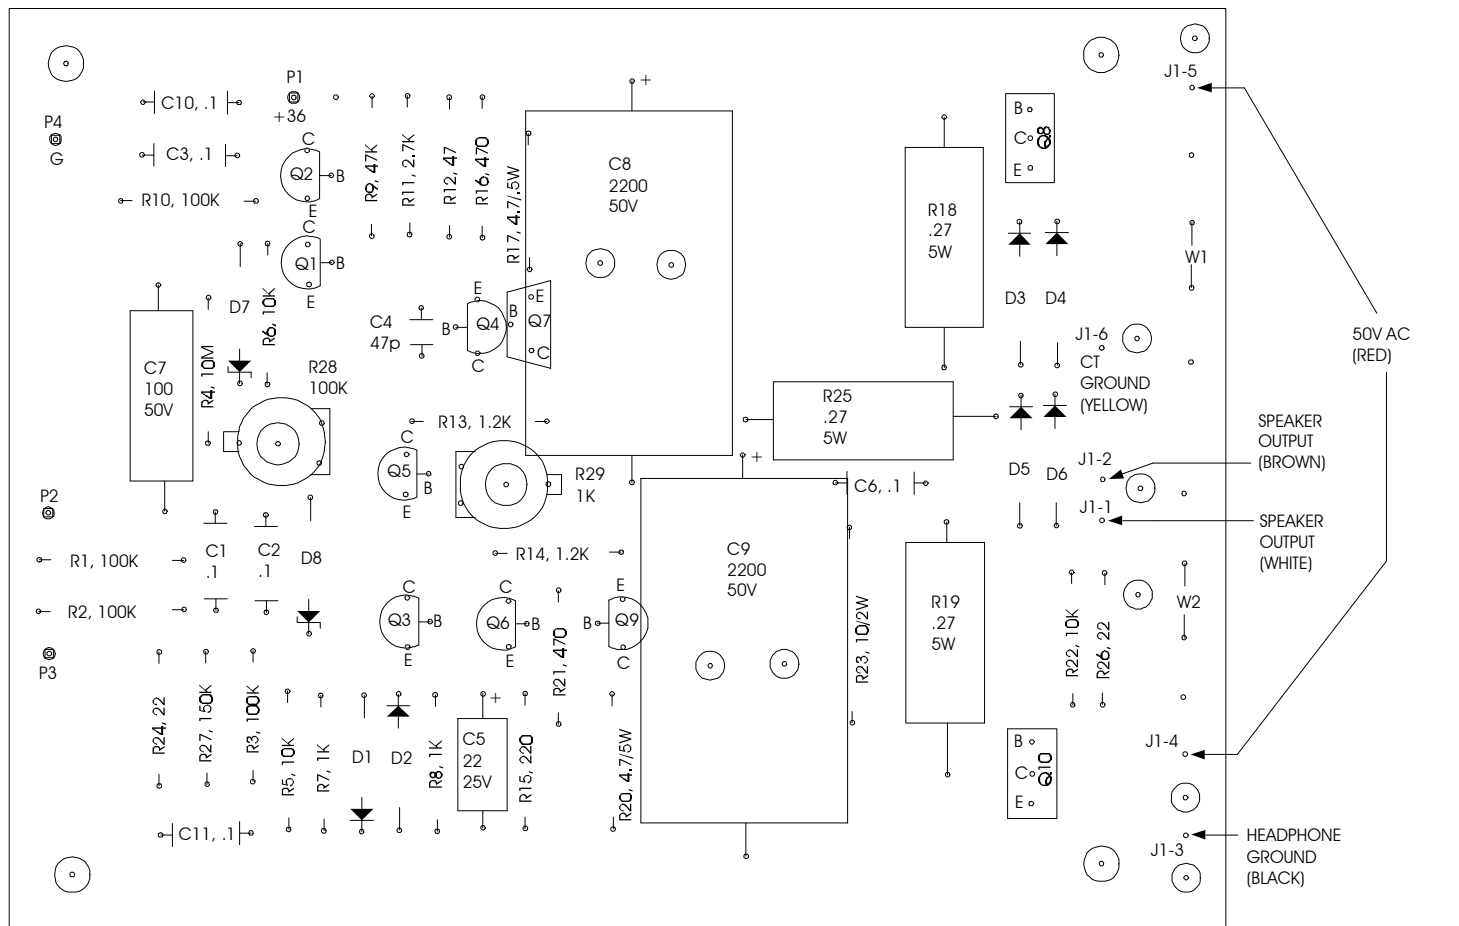 P1
+36
P4
G
C10, .1
C3, .1
R10, 100K
C
Q2
B
E
C
Q1
B
E
R9, 47K
R11, 2.7K
R12, 47
R16, 470
R17, 4.7/.5W
+
C8
2200
50V
R18
.27
5W
B
C
E
Q8
J1-5
W1
D3
D4
J1-6
CT
GROUND
(YELLOW)
50V AC
(RED)
D7
R6, 10K
R4, 10M
C7
100
50V
R28
100K
C4
47p
E
B
Q4
C
B
E
Q7
C
R13, 1.2K
R25
.27
5W
SPEAKER
OUTPUT
(BROWN)
C
Q5
B
E
R29
1K
+
C6, .1
D5
D6
J1-2
J1-1
SPEAKER
OUTPUT
(WHITE)
P2
R1, 100K
C1
.1
C2
.1
D8
R14, 1.2K
C9
2200
50V
R2, 100K
P3
C
Q3
B
E
C
Q6
B
E
E
B
Q9
C
R21, 470
R23, 10/2W
R19
.27
5W
R22, 10K
R26, 22
W2
R24, 22
R27, 150K
R3, 100K
R5, 10K
R7, 1K
D1
D2
R8, 1K
+
C5
22
25V
R15, 220
R20, 4.7/5W
B
C
E
Q10
J1-4
C11, .1
J1-3
HEADPHONE
GROUND
(BLACK)